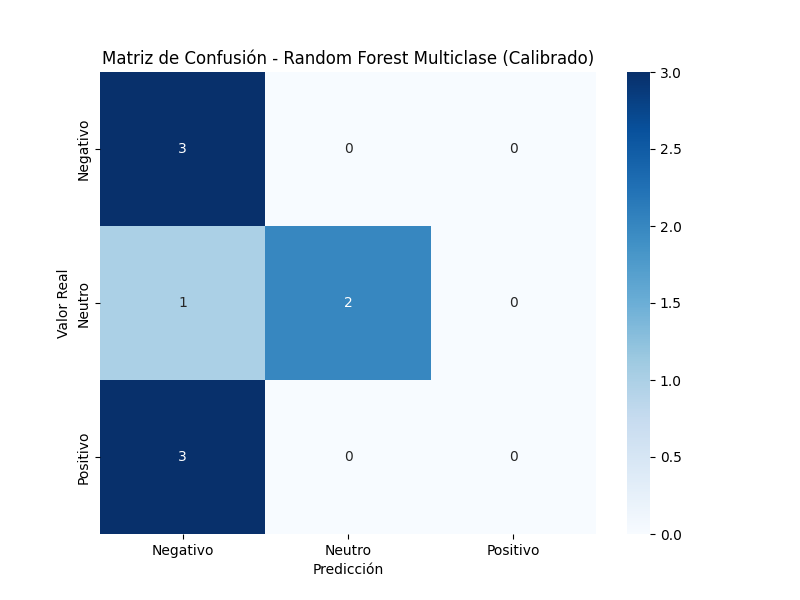 Matriz de Confusión - Random Forest Multiclase (Calibrado)
Valor Real
Negativo
3 0 0
Neutro
1 2 0
Positivo
3 0 0
Negativo Neutro Positivo
Predicción
3.0
2.5
2.0
1.5
1.0
0.5
0.0